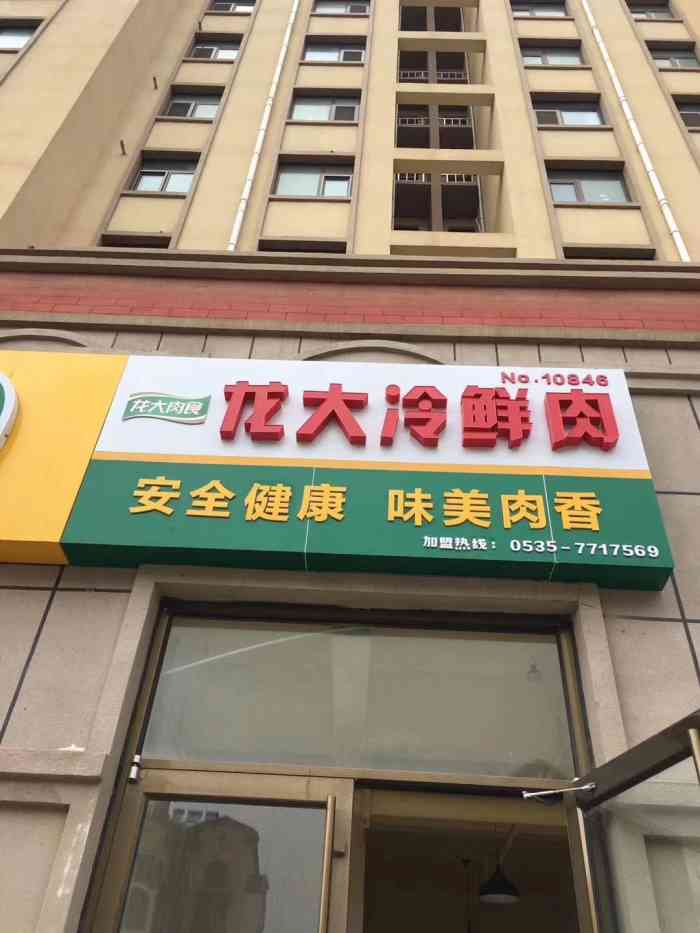 No.10846
龙大肉食
龙大冷鲜肉
安全健康 味美肉香
加盟热线：0535-7717569